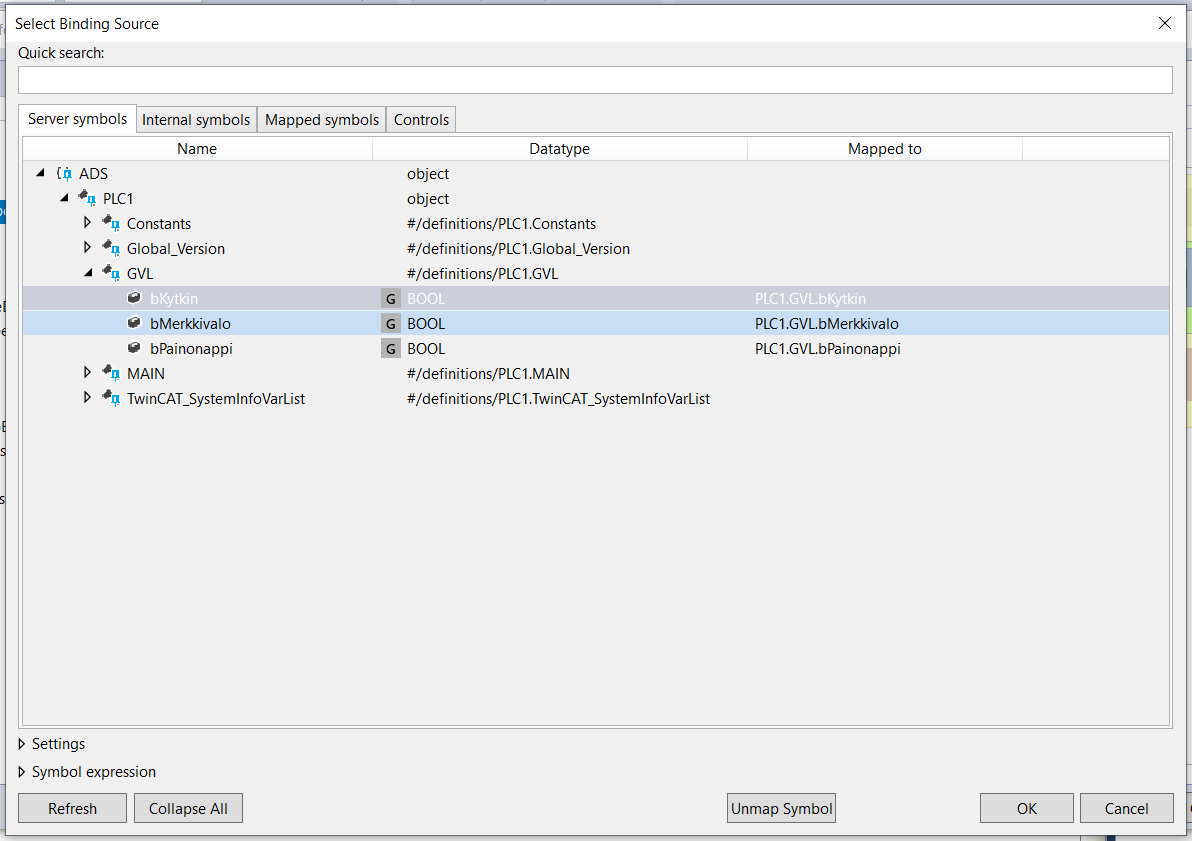 Select Binding Source
Quick search:
Server symbols Internal symbols Mapped symbols Controls
Name Datatype Mapped to
ADS object
PLC1 object
Constants #/definitions/PLC1.Constants
Global_Version #/definitions/PLC1.Global_Version
GVL #/definitions/PLC1.GVL
bKytkin G BOOL PLC1.GVL.bKytkin
bMerkkivalo G BOOL PLC1.GVL.bMerkkivalo
bPainonappi G BOOL PLC1.GVL.bPainonappi
MAIN #/definitions/PLC1.MAIN
TwinCAT_SystemInfoVarList #/definitions/PLC1.TwinCAT_SystemInfoVarList
Settings
Symbol expression
Refresh Collapse All Unmap Symbol OK Cancel